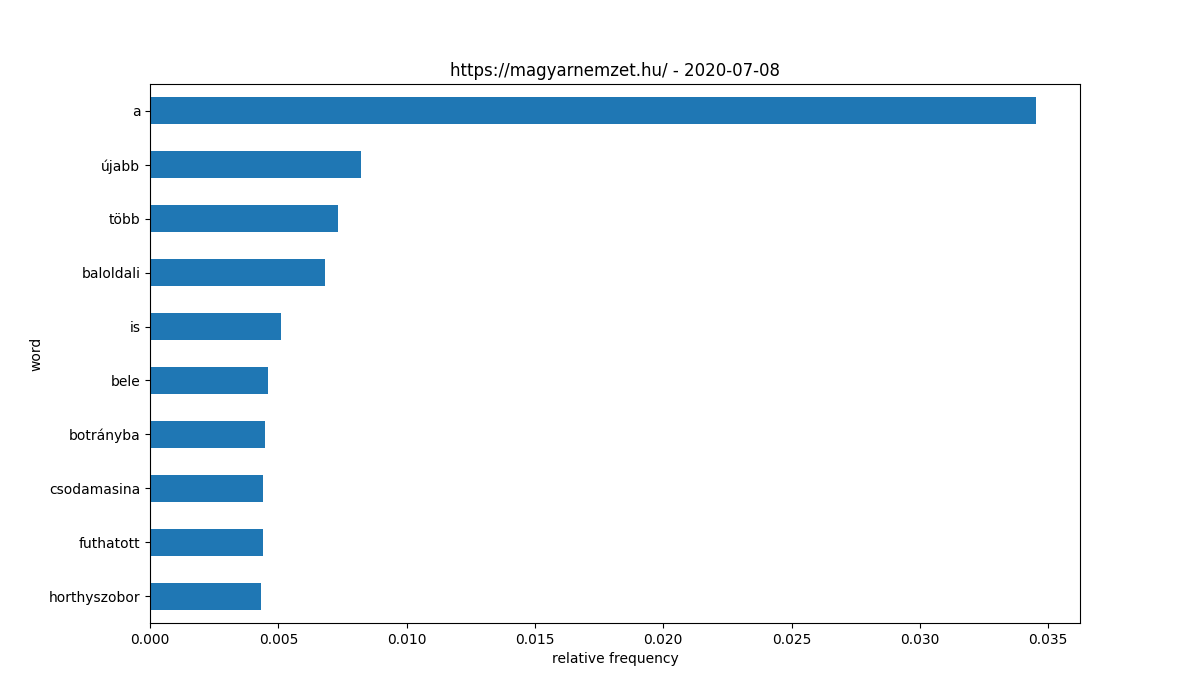 https://magyarnemzet.hu/ - 2020-07-08
a
újabb
több
baloldali
is
bele
botrányba
csodamasina
futhatott
horthyszobor
word
0.000 0.005 0.010 0.015 0.020 0.025 0.030 0.035
relative frequency